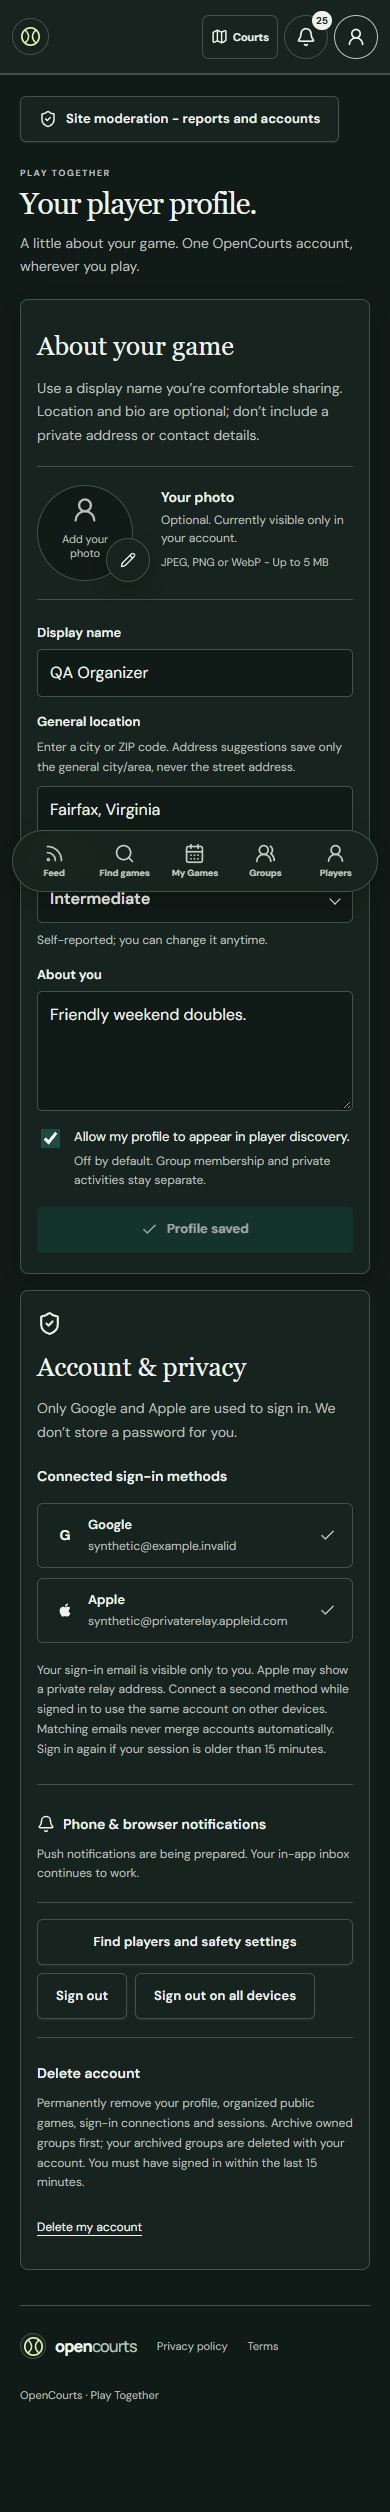 Courts
25
Site moderation - reports and accounts
PLAY TOGETHER
Your player profile.
A little about your game. One OpenCourts account,
wherever you play.
About your game
Use a display name you're comfortable sharing.
Location and bio are optional; don't include a
private address or contact details.
Add your
photo
Your photo
Optional. Currently visible only in
your account.
JPEG, PNG or WebP - Up to 5 MB
Display name
QA Organizer
General location
Enter a city or ZIP code. Address suggestions save only
the general city/area, never the street address.
Fairfax, Virginia
Feed
Find games
My Games
Groups
Players
Intermediate
Self-reported; you can change it anytime.
About you
Friendly weekend doubles.
Allow my profile to appear in player discovery.
Off by default. Group membership and private
activities stay separate.
Profile saved
Account & privacy
Only Google and Apple are used to sign in. We
don't store a password for you.
Connected sign-in methods
G
Google
synthetic@example.invalid
Apple
synthetic@privaterelay.appleid.com
Your sign-in email is visible only to you. Apple may show
a private relay address. Connect a second method while
signed in to use the same account on other devices.
Matching emails never merge accounts automatically.
Sign in again if your session is older than 15 minutes.
Phone & browser notifications
Push notifications are being prepared. Your in-app inbox
continues to work.
Find players and safety settings
Sign out
Sign out on all devices
Delete account
Permanently remove your profile, organized public
games, sign-in connections and sessions. Archive owned
groups first; your archived groups are deleted with your
account. You must have signed in within the last 15
minutes.
Delete my account
opencourts
Privacy policy
Terms
OpenCourts · Play Together